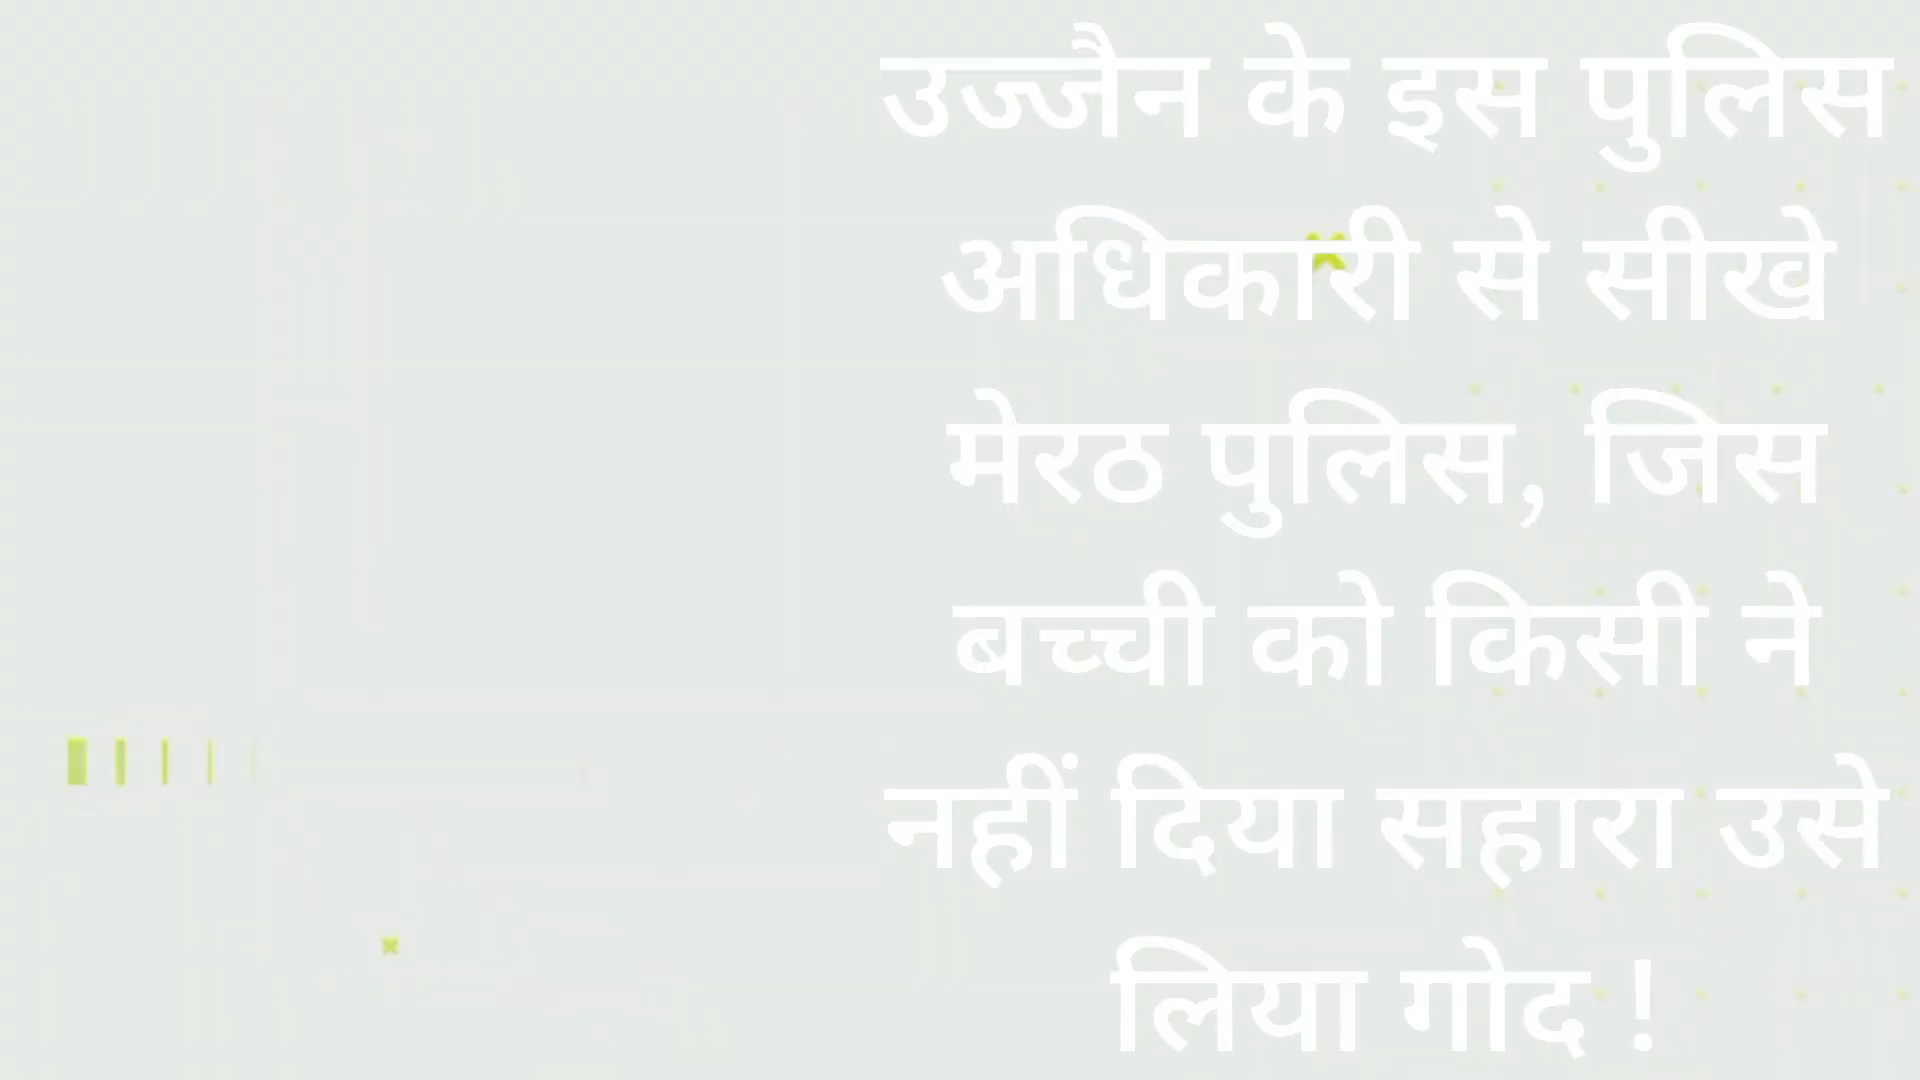 उज्जैन के इस पुलिस
अधिकारी से सीखे
मेरठ पुलिस, जिस
बच्ची को किसी ने
नहीं दिया सहारा उसे
लिया गोद !